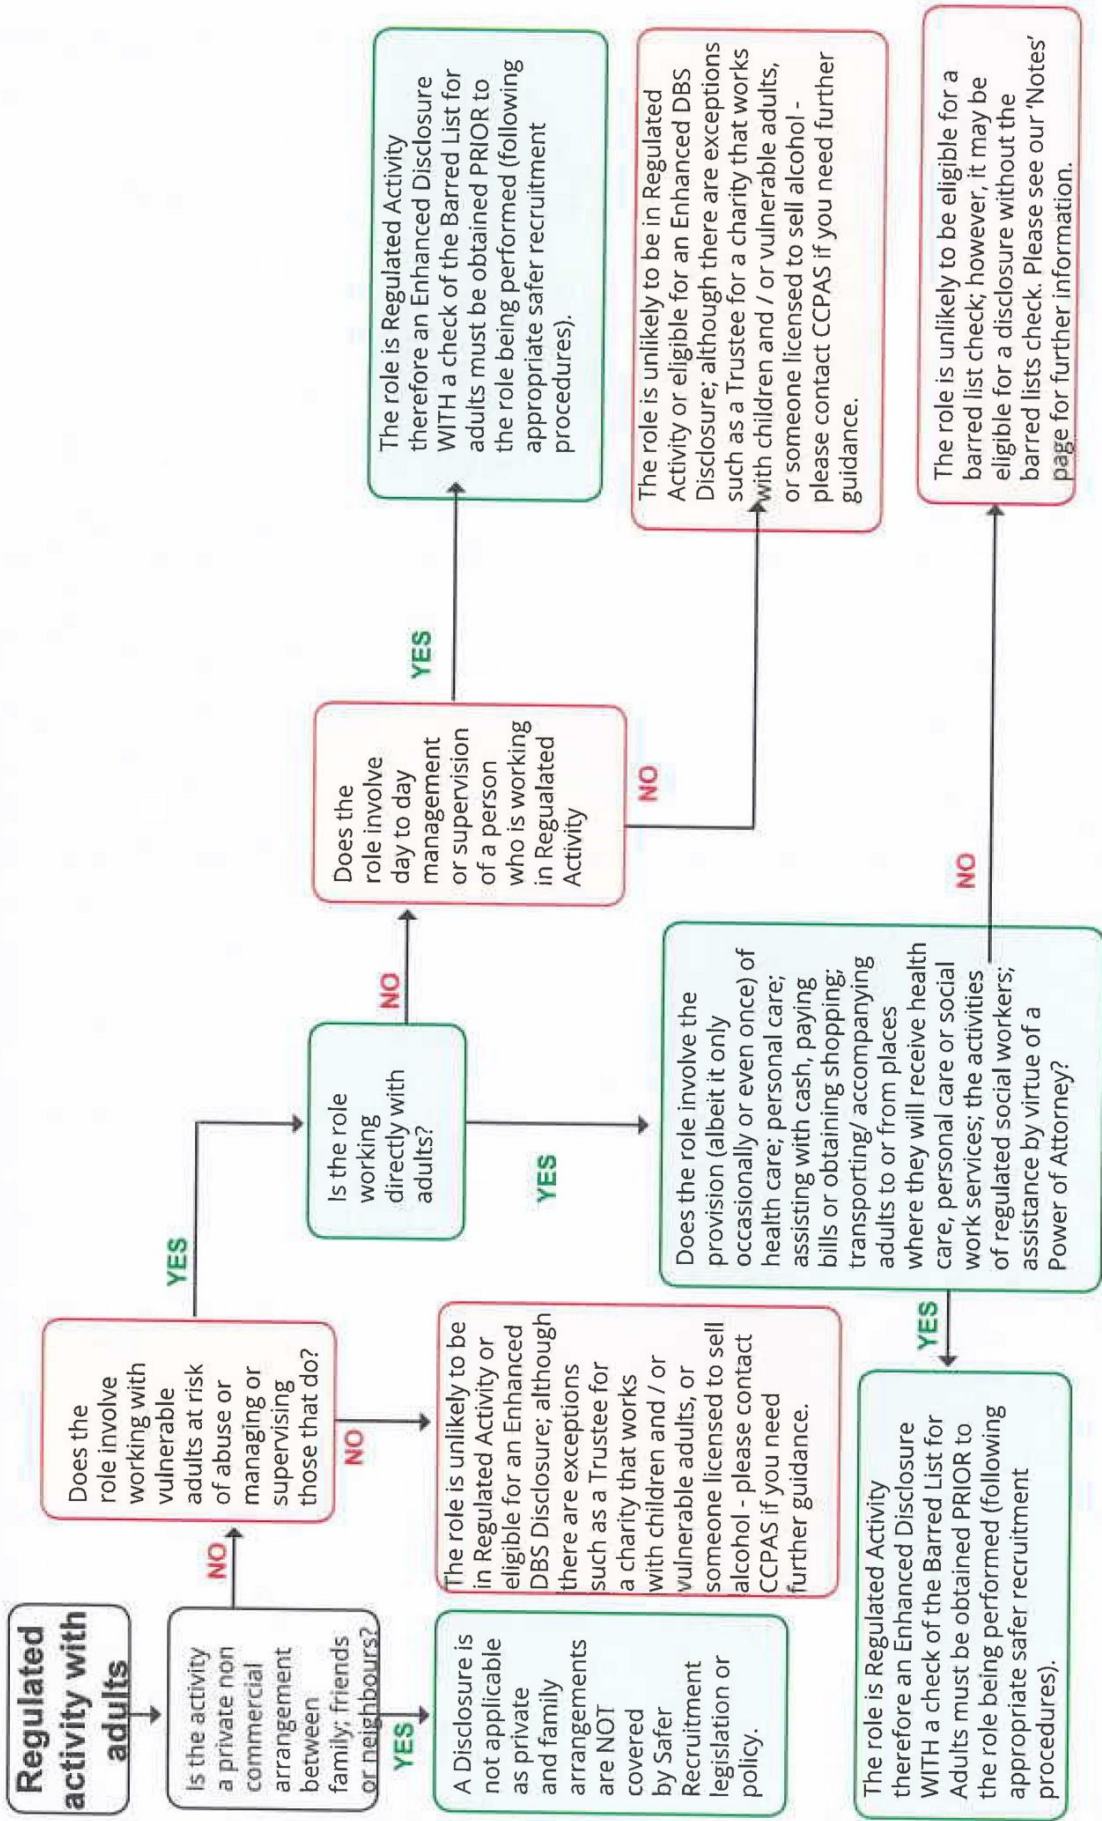 Regulated
activity with
adults
Is the activity
a private non
commercial
arrangement
between
family; friends
or neighbours?
NO
YES
A Disclosure is
not applicable
as private
and family
arrangements
are NOT
covered
by Safer
Recruitment
legislation or
policy.
Does the
role involve
working with
vulnerable
adults at risk
of abuse or
managing or
supervising
those that do?
YES
NO
The role is unlikely to be
in Regulated Activity or
eligible for an Enhanced
DBS Disclosure; although
there are exceptions
such as a Trustee for
a charity that works
with children and / or
vulnerable adults, or
someone licensed to sell
alcohol - please contact
CCPAS if you need
further guidance.
Is the role
working
directly with
adults?
NO
YES
Does the
role involve
day to day
management
or supervision
of a person
who is working
in Regualated
Activity
YES
NO
The role is Regulated Activity
therefore an Enhanced Disclosure
WITH a check of the Barred List for
adults must be obtained PRIOR to
the role being performed (following
appropriate safer recruitment
procedures).
The role is unlikely to be in Regulated
Activity or eligible for an Enhanced DBS
Disclosure; although there are exceptions
such as a Trustee for a charity that works
with children and / or vulnerable adults,
or someone licensed to sell alcohol -
please contact CCPAS if you need further
guidance.
Does the role involve the
provision (albeit it only
occasionally or even once) of
health care; personal care;
assisting with cash, paying
bills or obtaining shopping;
transporting/ accompanying
adults to or from places
where they will receive health
care, personal care or social
work services; the activities
of regulated social workers;
assistance by virtue of a
Power of Attorney?
NO
YES
The role is unlikely to be eligible for a
barred list check; however, it may be
eligible for a disclosure without the
barred lists check. Please see our 'Notes'
page for further information.
The role is Regulated Activity
therefore an Enhanced Disclosure
WITH a check of the Barred List for
Adults must be obtained PRIOR to
the role being performed (following
appropriate safer recruitment
procedures).